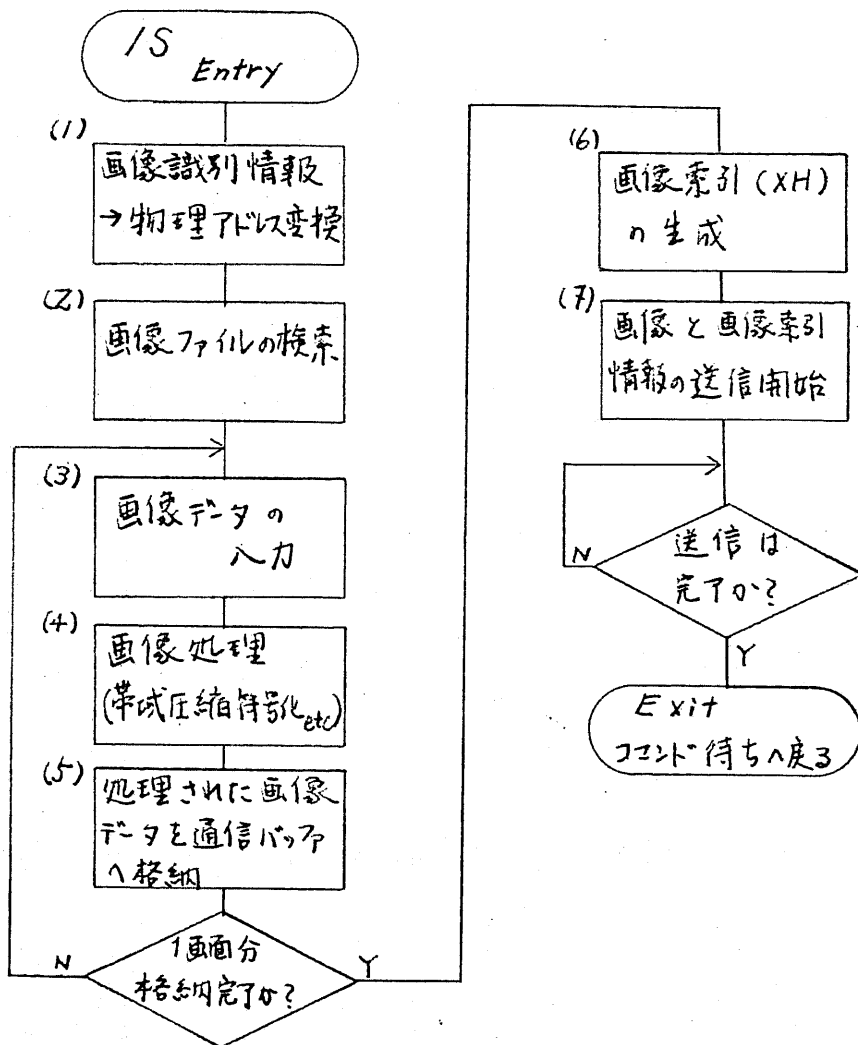 IS
Entry
(1)
画像識別情報
→物理アドレス変換
(2)
画像ファイルの検索
(3)
画像データの
入力
(4)
画像処理
(帯域圧縮符号化etc)
(5)
処理された画像
データを通信バッファ
へ格納
1画面分
格納完了か?
N
Y
(6)
画像索引(XH)
の生成
(7)
画像と画像索引
情報の送信開始
送信は
完了か?
N
Y
Exit
コマンド待ちへ戻る